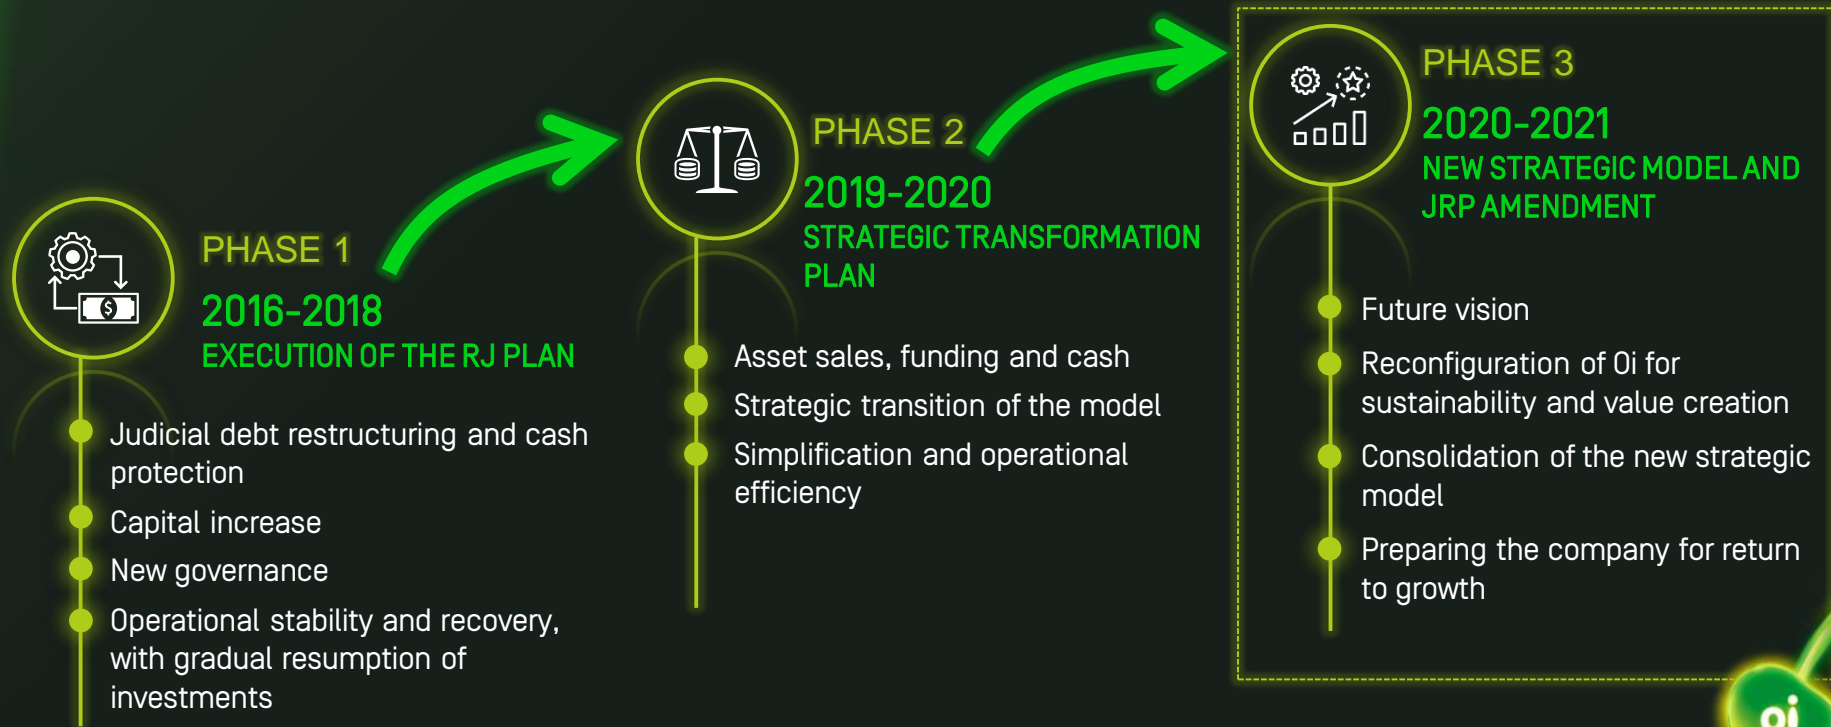 PHASE 1
2016-2018
EXECUTION OF THE RJ PLAN
Judicial debt restructuring and cash
protection
Capital increase
New governance
Operational stability and recovery,
with gradual resumption of
investments
PHASE 2
2019-2020
STRATEGIC TRANSFORMATION
PLAN
Asset sales, funding and cash
Strategic transition of the model
Simplification and operational
efficiency
PHASE 3
2020-2021
NEW STRATEGIC MODEL AND
JRP AMENDMENT
Future vision
Reconfiguration of Oi for
sustainability and value creation
Consolidation of the new strategic
model
Preparing the company for return
to growth
oi
$